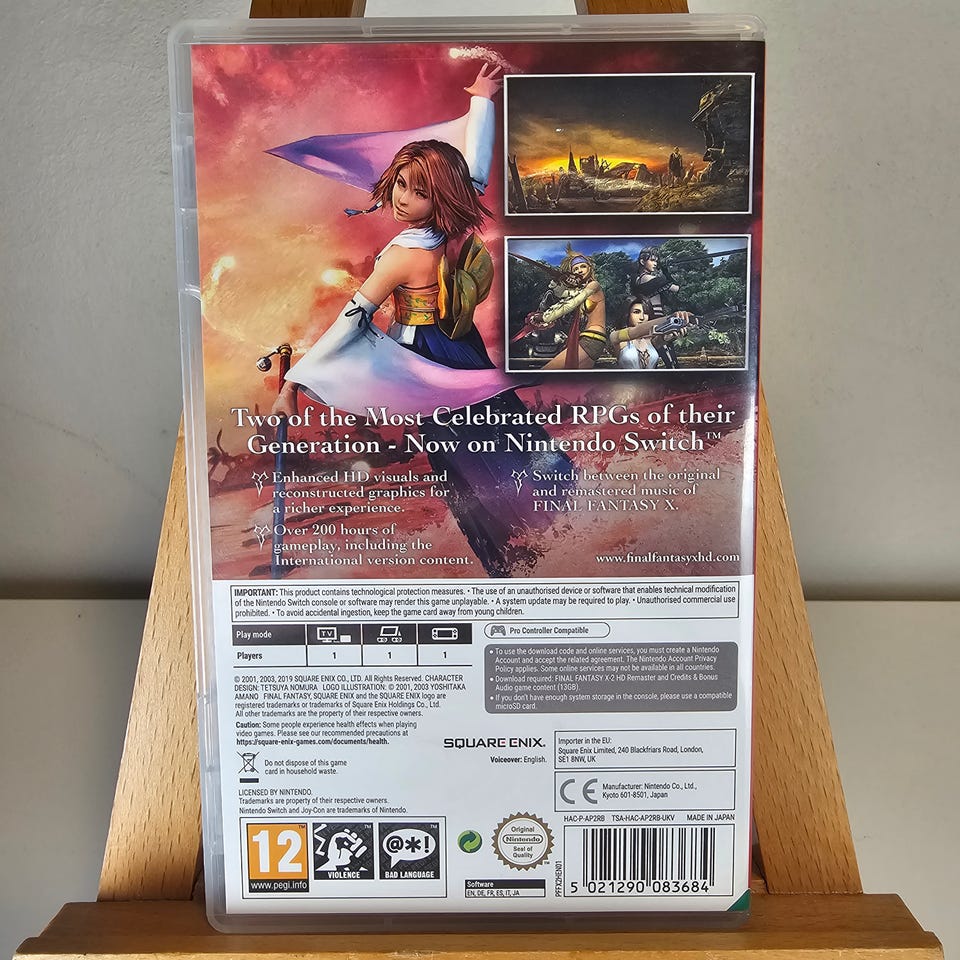 Two of the Most Celebrated RPGs of their
Generation - Now on Nintendo Switch™
Enhanced HD visuals and
reconstructed graphics for
a richer experience.
Over 200 hours of
gameplay, including the
International version content.
Switch between the original
and remastered music of
FINAL FANTASY X.
www.finalfantasyxhd.com
IMPORTANT: This product contains technological protection measures. • The use of an unauthorised device or software that enables technical modification
of the Nintendo Switch console or software may render this game unplayable. • A system update may be required to play. • Unauthorised commercial use
prohibited. • To avoid accidental ingestion, keep the game card away from young children.
Play mode TV
Players 1 1 1
Pro Controller Compatible
• To use the download code and online services, you must create a Nintendo
Account and accept the related agreement. The Nintendo Account Privacy
Policy applies. Some online services may not be available in all countries.
• Download required: FINAL FANTASY X-2 HD Remaster and Credits & Bonus
Audio game content (13GB).
• If you don't have enough system storage in the console, please use a compatible
microSD card.
© 2001, 2003, 2019 SQUARE ENIX CO., LTD. All Rights Reserved. CHARACTER
DESIGN: TETSUYA NOMURA LOGO ILLUSTRATION: © 2001, 2003 YOSHITAKA
AMANO FINAL FANTASY, SQUARE ENIX and the SQUARE ENIX logo are
registered trademarks or trademarks of Square Enix Holdings Co., Ltd.
All other trademarks are the property of their respective owners.
Caution: Some people experience health effects when playing
video games. Please see our recommended precautions at
https://square-enix-games.com/documents/health.
Do not dispose of this game
card in household waste.
LICENSED BY NINTENDO.
Trademarks are property of their respective owners.
Nintendo Switch and Joy-Con are trademarks of Nintendo.
SQUARE ENIX.
Voiceover: English.
Importer in the EU:
Square Enix Limited, 240 Blackfriars Road, London,
SE1 8NW, UK
CE
Manufacturer: Nintendo Co., Ltd.,
Kyoto 601-8501, Japan
HAC-P-AP2RB TSA-HAC-AP2RB-UKV MADE IN JAPAN
12
www.pegi.info
VIOLENCE
@*!
BAD LANGUAGE
Original
Nintendo
Seal of
Quality
Software
EN, DE, FR, ES, IT, JA
PFFX2HEN01
5 021290 083684